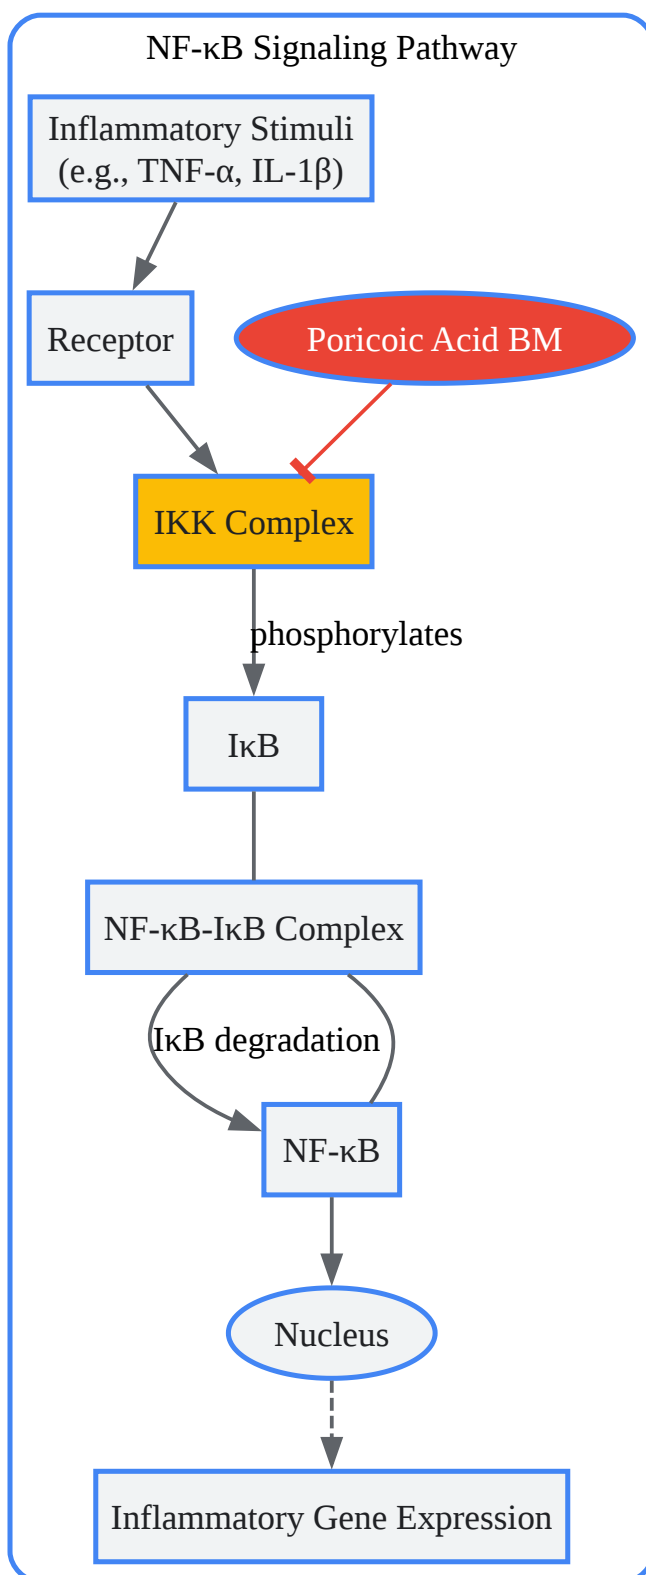 NF-κB Signaling Pathway
Inflammatory Stimuli
(e.g., TNF-α, IL-1β)
Receptor
Poricoic Acid BM
IKK Complex
phosphorylates
IκB
NF-κB-IκB Complex
IκB degradation
NF-κB
Nucleus
Inflammatory Gene Expression